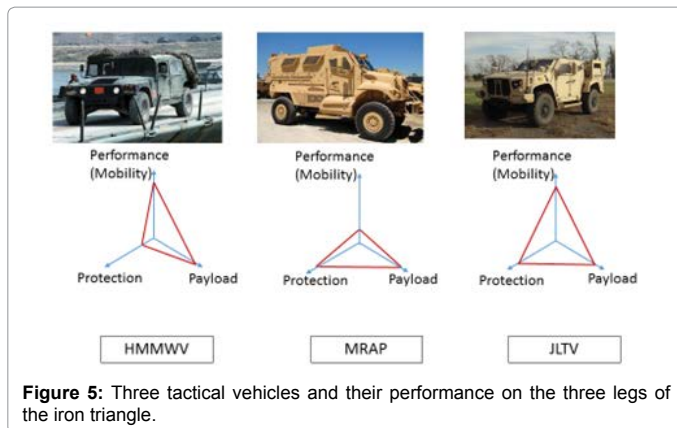 Performance
(Mobility)
Protection
Payload
HMMWV
Performance
(Mobility)
Protection
Payload
MRAP
Performance
(Mobility)
Protection
Payload
JLTV
Figure 5: Three tactical vehicles and their performance on the three legs of
the iron triangle.